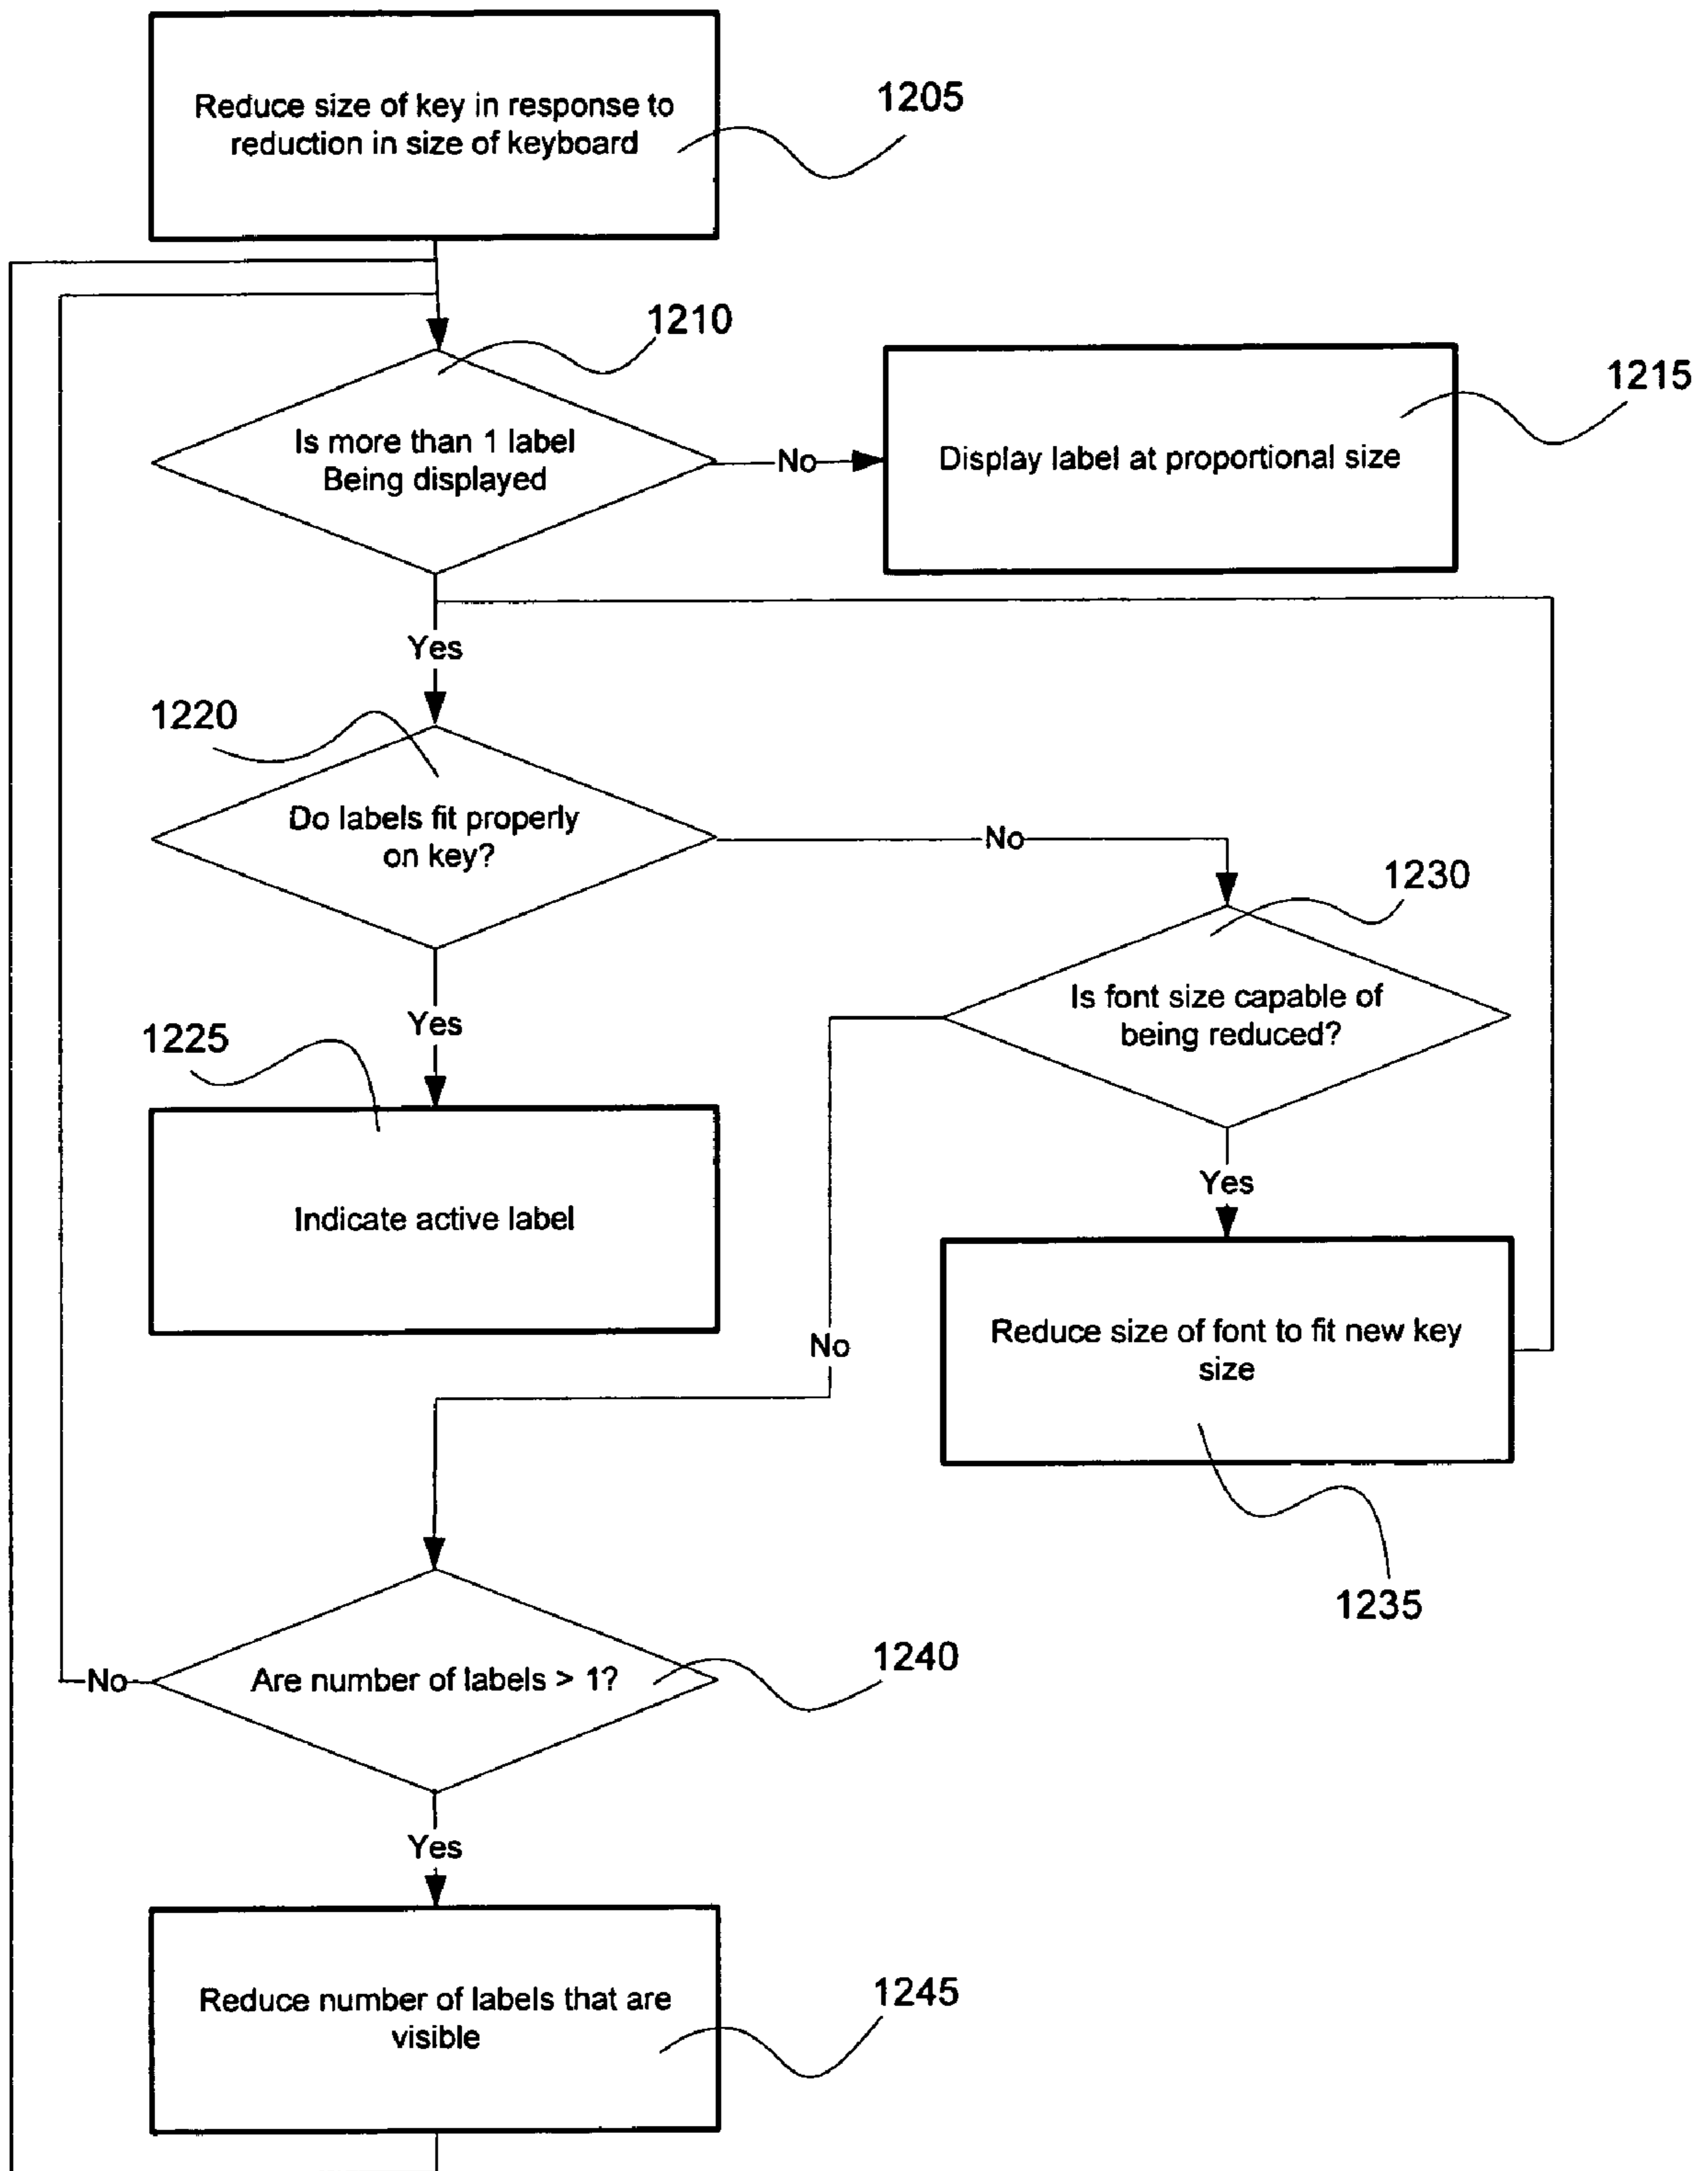 Reduce size of key in response to
reduction in size of keyboard
1205
1210
Is more than 1 label
Being displayed
No
Display label at proportional size
1215
Yes
1220
Do labels fit properly
on key?
No
1230
Is font size capable of
being reduced?
Yes
1225
Indicate active label
Yes
Reduce size of font to fit new key
size
No
1235
Are number of labels > 1?
1240
No
Yes
Reduce number of labels that are
visible
1245